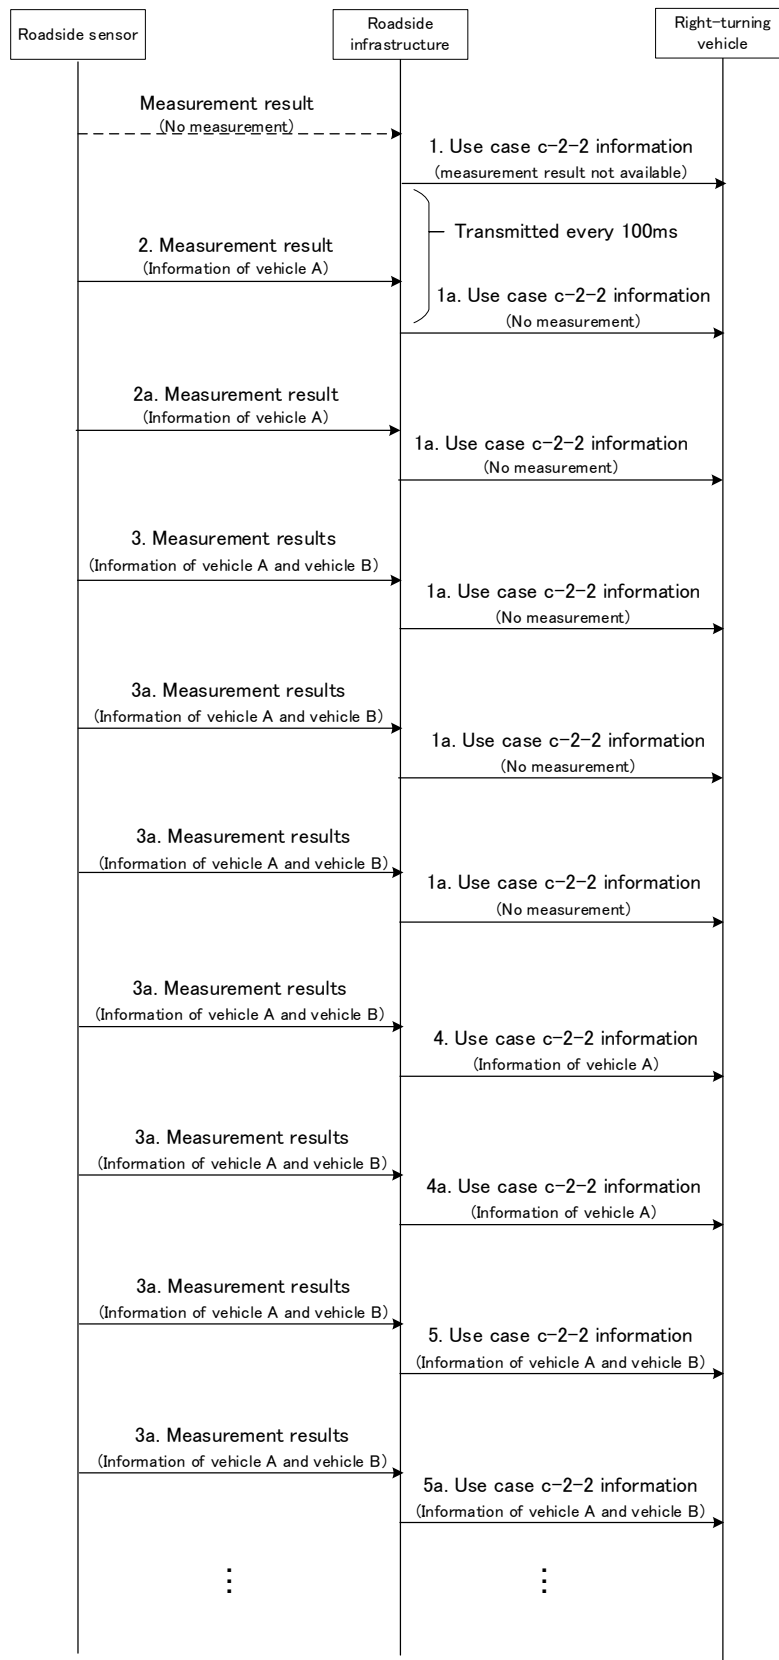 Roadside sensor
Roadside
infrastructure
Right-turning
vehicle
Measurement result
(No measurement)
1. Use case c-2-2 information
(measurement result not available)
Transmitted every 100ms
2. Measurement result
(Information of vehicle A)
1a. Use case c-2-2 information
(No measurement)
2a. Measurement result
(Information of vehicle A)
1a. Use case c-2-2 information
(No measurement)
3. Measurement results
(Information of vehicle A and vehicle B)
1a. Use case c-2-2 information
(No measurement)
3a. Measurement results
(Information of vehicle A and vehicle B)
1a. Use case c-2-2 information
(No measurement)
3a. Measurement results
(Information of vehicle A and vehicle B)
1a. Use case c-2-2 information
(No measurement)
3a. Measurement results
(Information of vehicle A and vehicle B)
4. Use case c-2-2 information
(Information of vehicle A)
3a. Measurement results
(Information of vehicle A and vehicle B)
4a. Use case c-2-2 information
(Information of vehicle A)
3a. Measurement results
(Information of vehicle A and vehicle B)
5. Use case c-2-2 information
(Information of vehicle A and vehicle B)
3a. Measurement results
(Information of vehicle A and vehicle B)
5a. Use case c-2-2 information
(Information of vehicle A and vehicle B)
⋮ ⋮